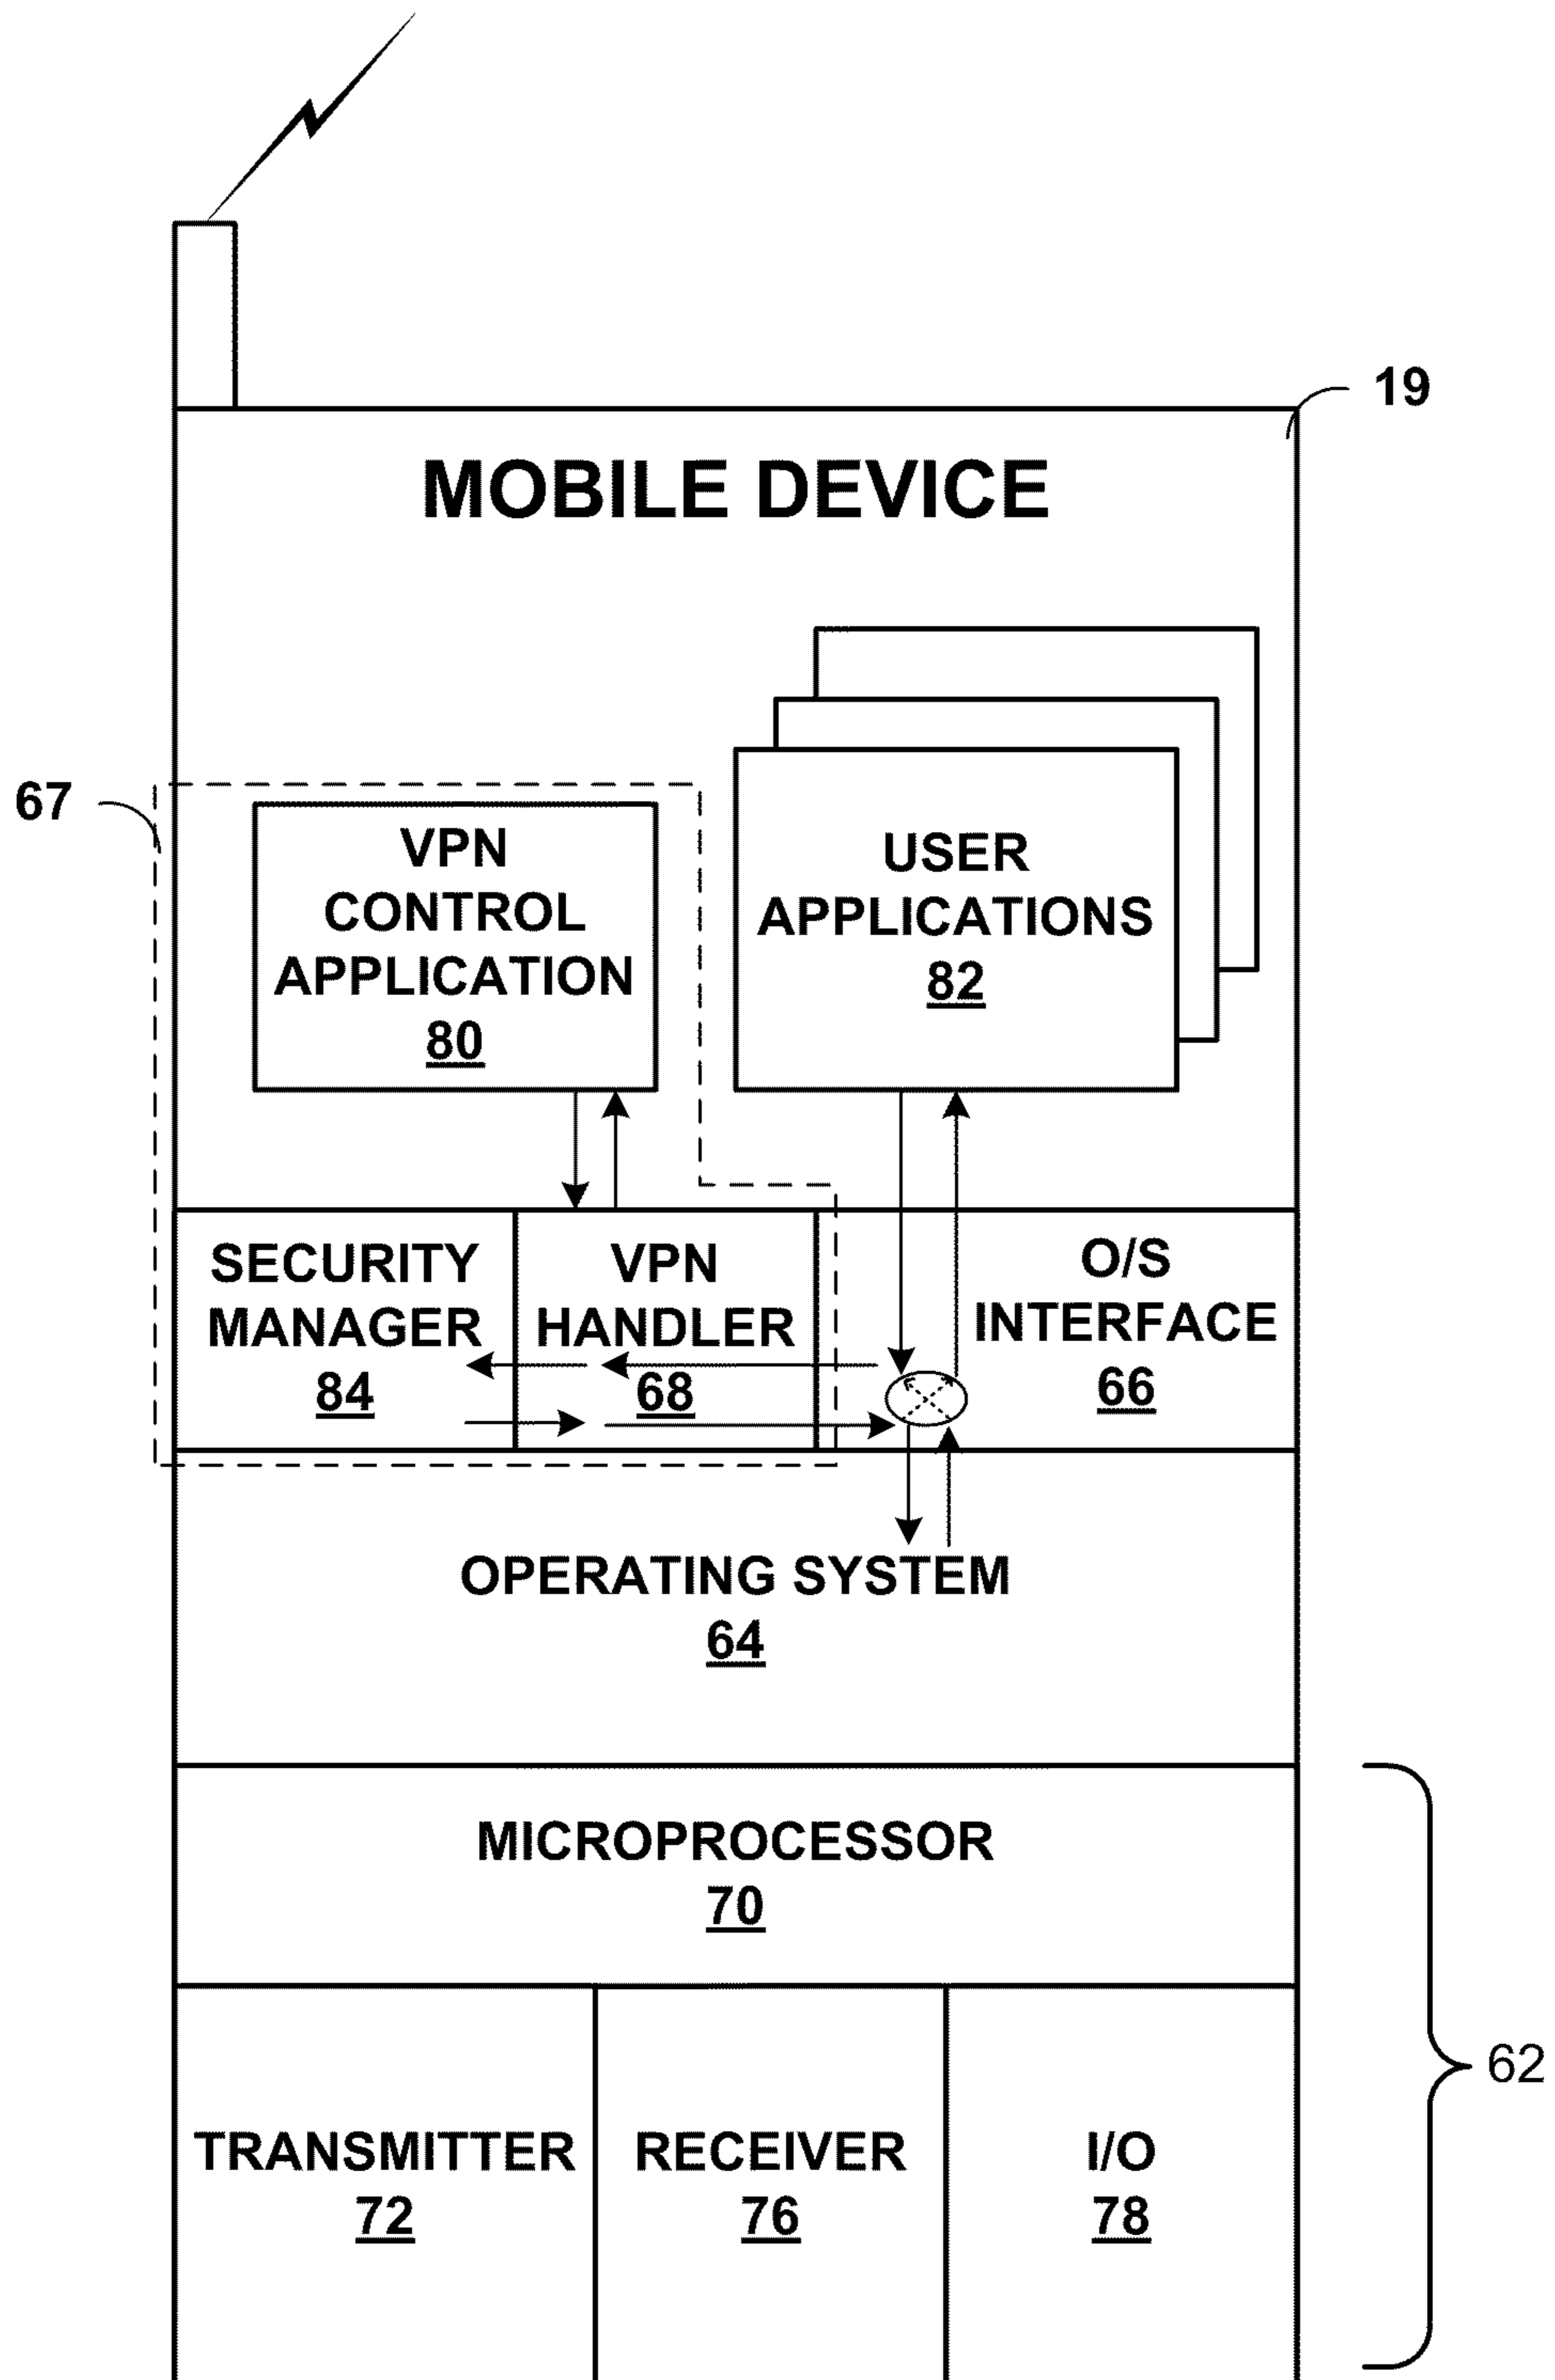 19
MOBILE DEVICE
67
VPN
CONTROL
APPLICATION
80
USER
APPLICATIONS
82
SECURITY
MANAGER
84
VPN
HANDLER
68
O/S
INTERFACE
66
OPERATING SYSTEM
64
MICROPROCESSOR
70
62
TRANSMITTER
72
RECEIVER
76
I/O
78